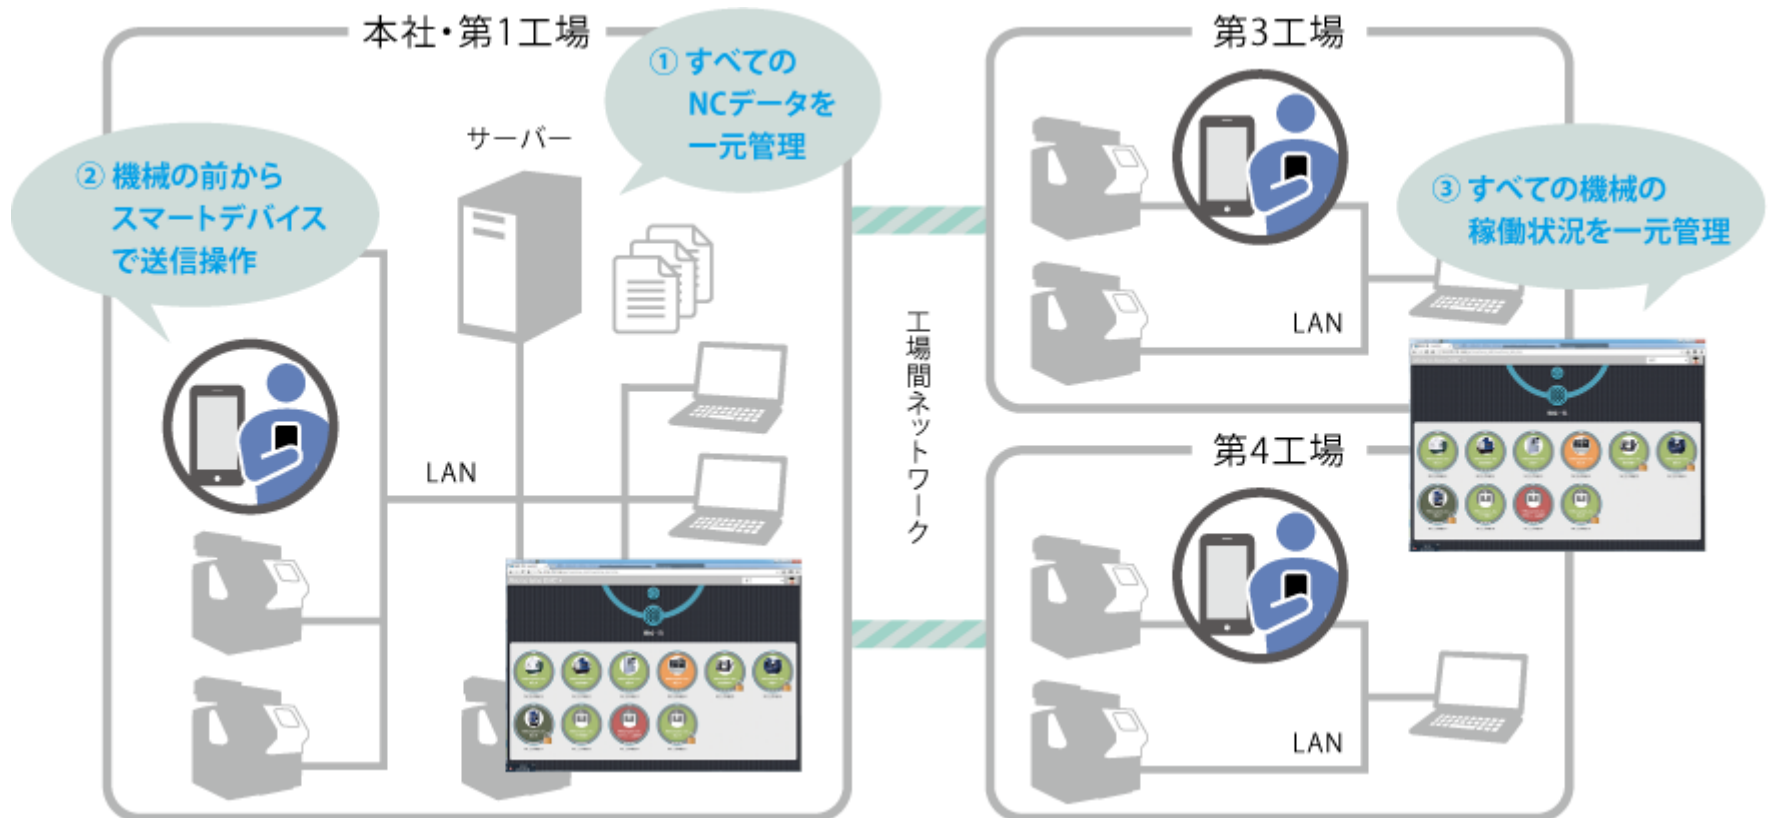 本社・第1工場
① すべての
NCデータを
一元管理
サーバー
② 機械の前から
スマートデバイス
で送信操作
LAN
工場間ネットワーク
第3工場
③ すべての機械の
稼働状況を一元管理
LAN
第4工場
LAN